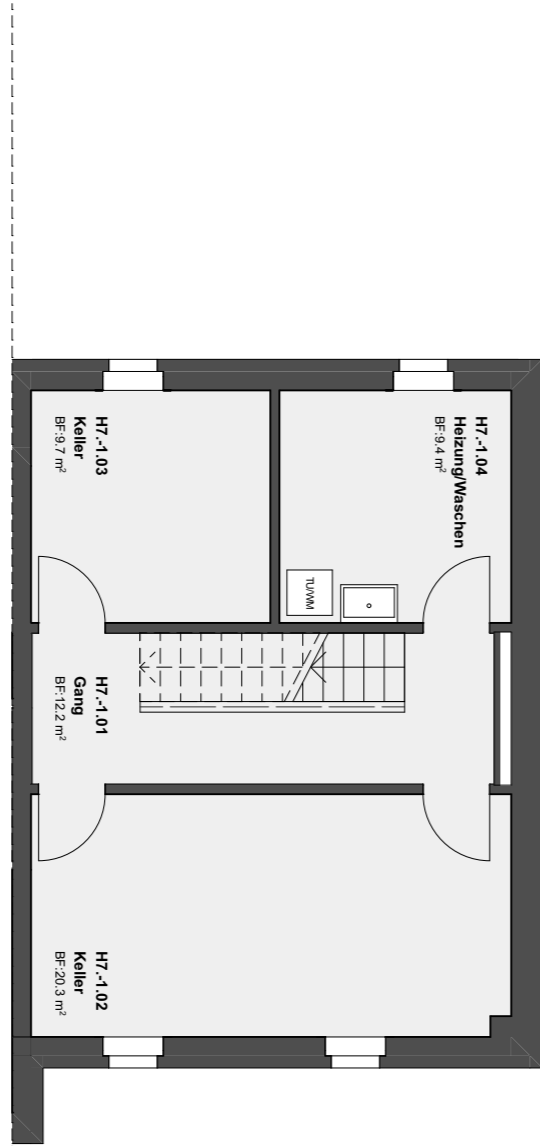 H7.-1.03
Keller
BF:9.7 m²
H7.-1.04
Heizung/Waschen
BF:9.4 m²
TU/WM
H7.-1.01
Gang
BF:12.2 m²
H7.-1.02
Keller
BF:20.3 m²